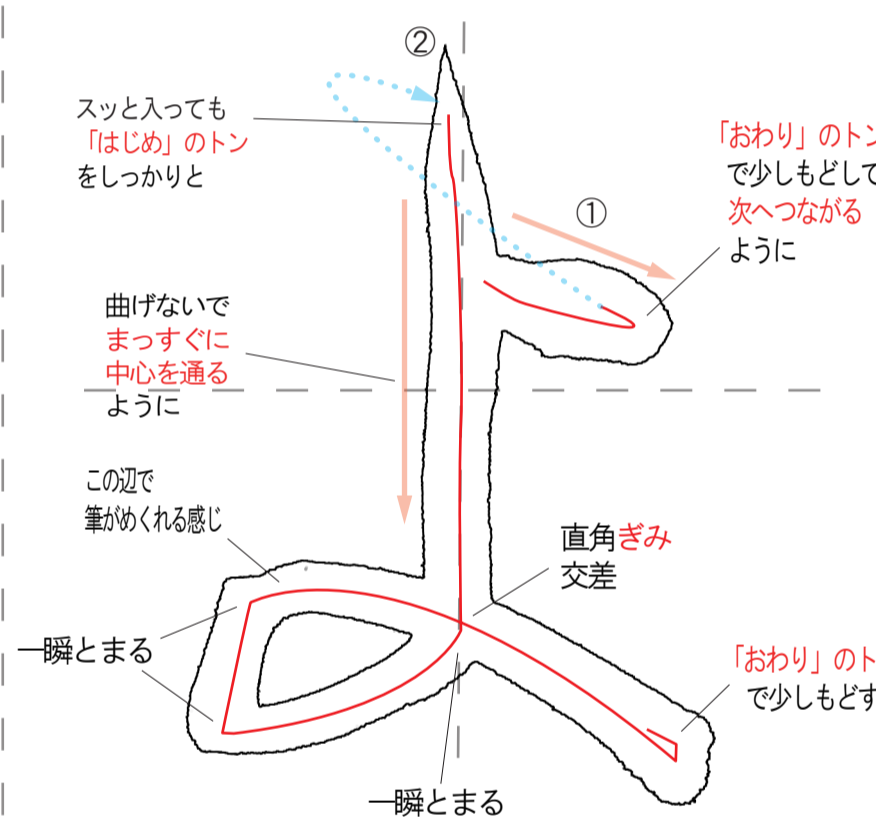 ②
スッと入っても
「はじめ」のトン
をしっかりと
①
「おわり」のトン
で少しもどして
次へつながる
ように
曲げないで
まっすぐに
中心を通る
ように
この辺で
筆がめくれる感じ
直角ぎみ
交差
一瞬とまる
「おわり」のト
で少しもどす
一瞬とまる